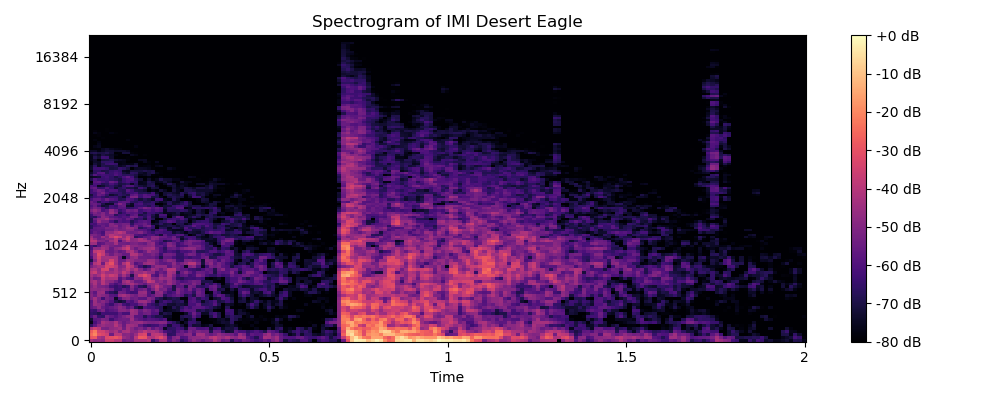 Spectrogram of IMI Desert Eagle
Hz
16384
8192
4096
2048
1024
512
0
0
0.5
1
1.5
2
Time
+0 dB
-10 dB
-20 dB
-30 dB
-40 dB
-50 dB
-60 dB
-70 dB
-80 dB